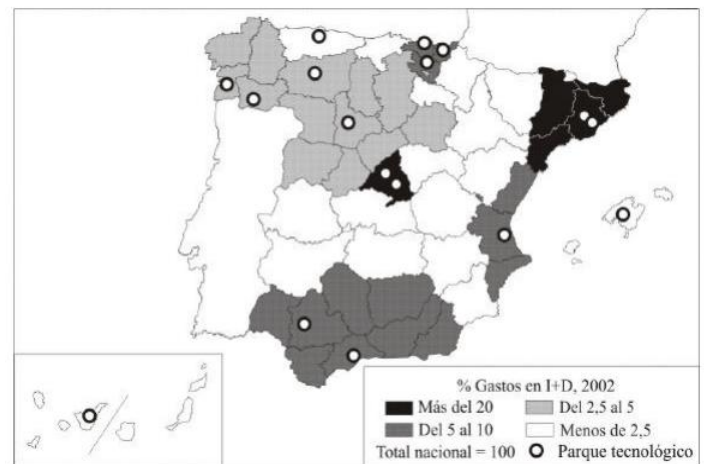 % Gastos en I+D, 2002
Más del 20
Del 2,5 al 5
Del 5 al 10
Menos de 2,5
Total nacional = 100
Parque tecnológico